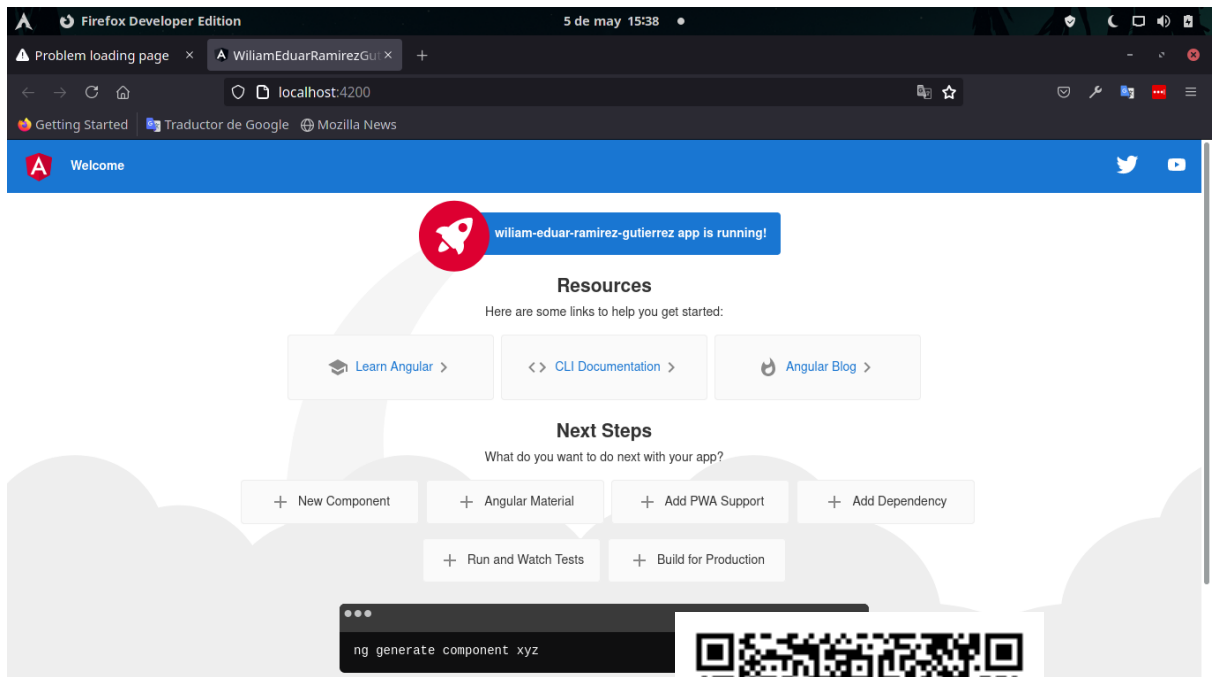 Firefox Developer Edition
5 de may 15:38
Problem loading page
WiliamEduarRamirezGut
localhost:4200
Getting Started
Traductor de Google
Mozilla News
Welcome
wiliam-eduar-ramirez-gutierrez app is running!
Resources
Here are some links to help you get started:
Learn Angular
CLI Documentation
Angular Blog
Next Steps
What do you want to do next with your app?
New Component
Angular Material
Add PWA Support
Add Dependency
Run and Watch Tests
Build for Production
ng generate component xyz